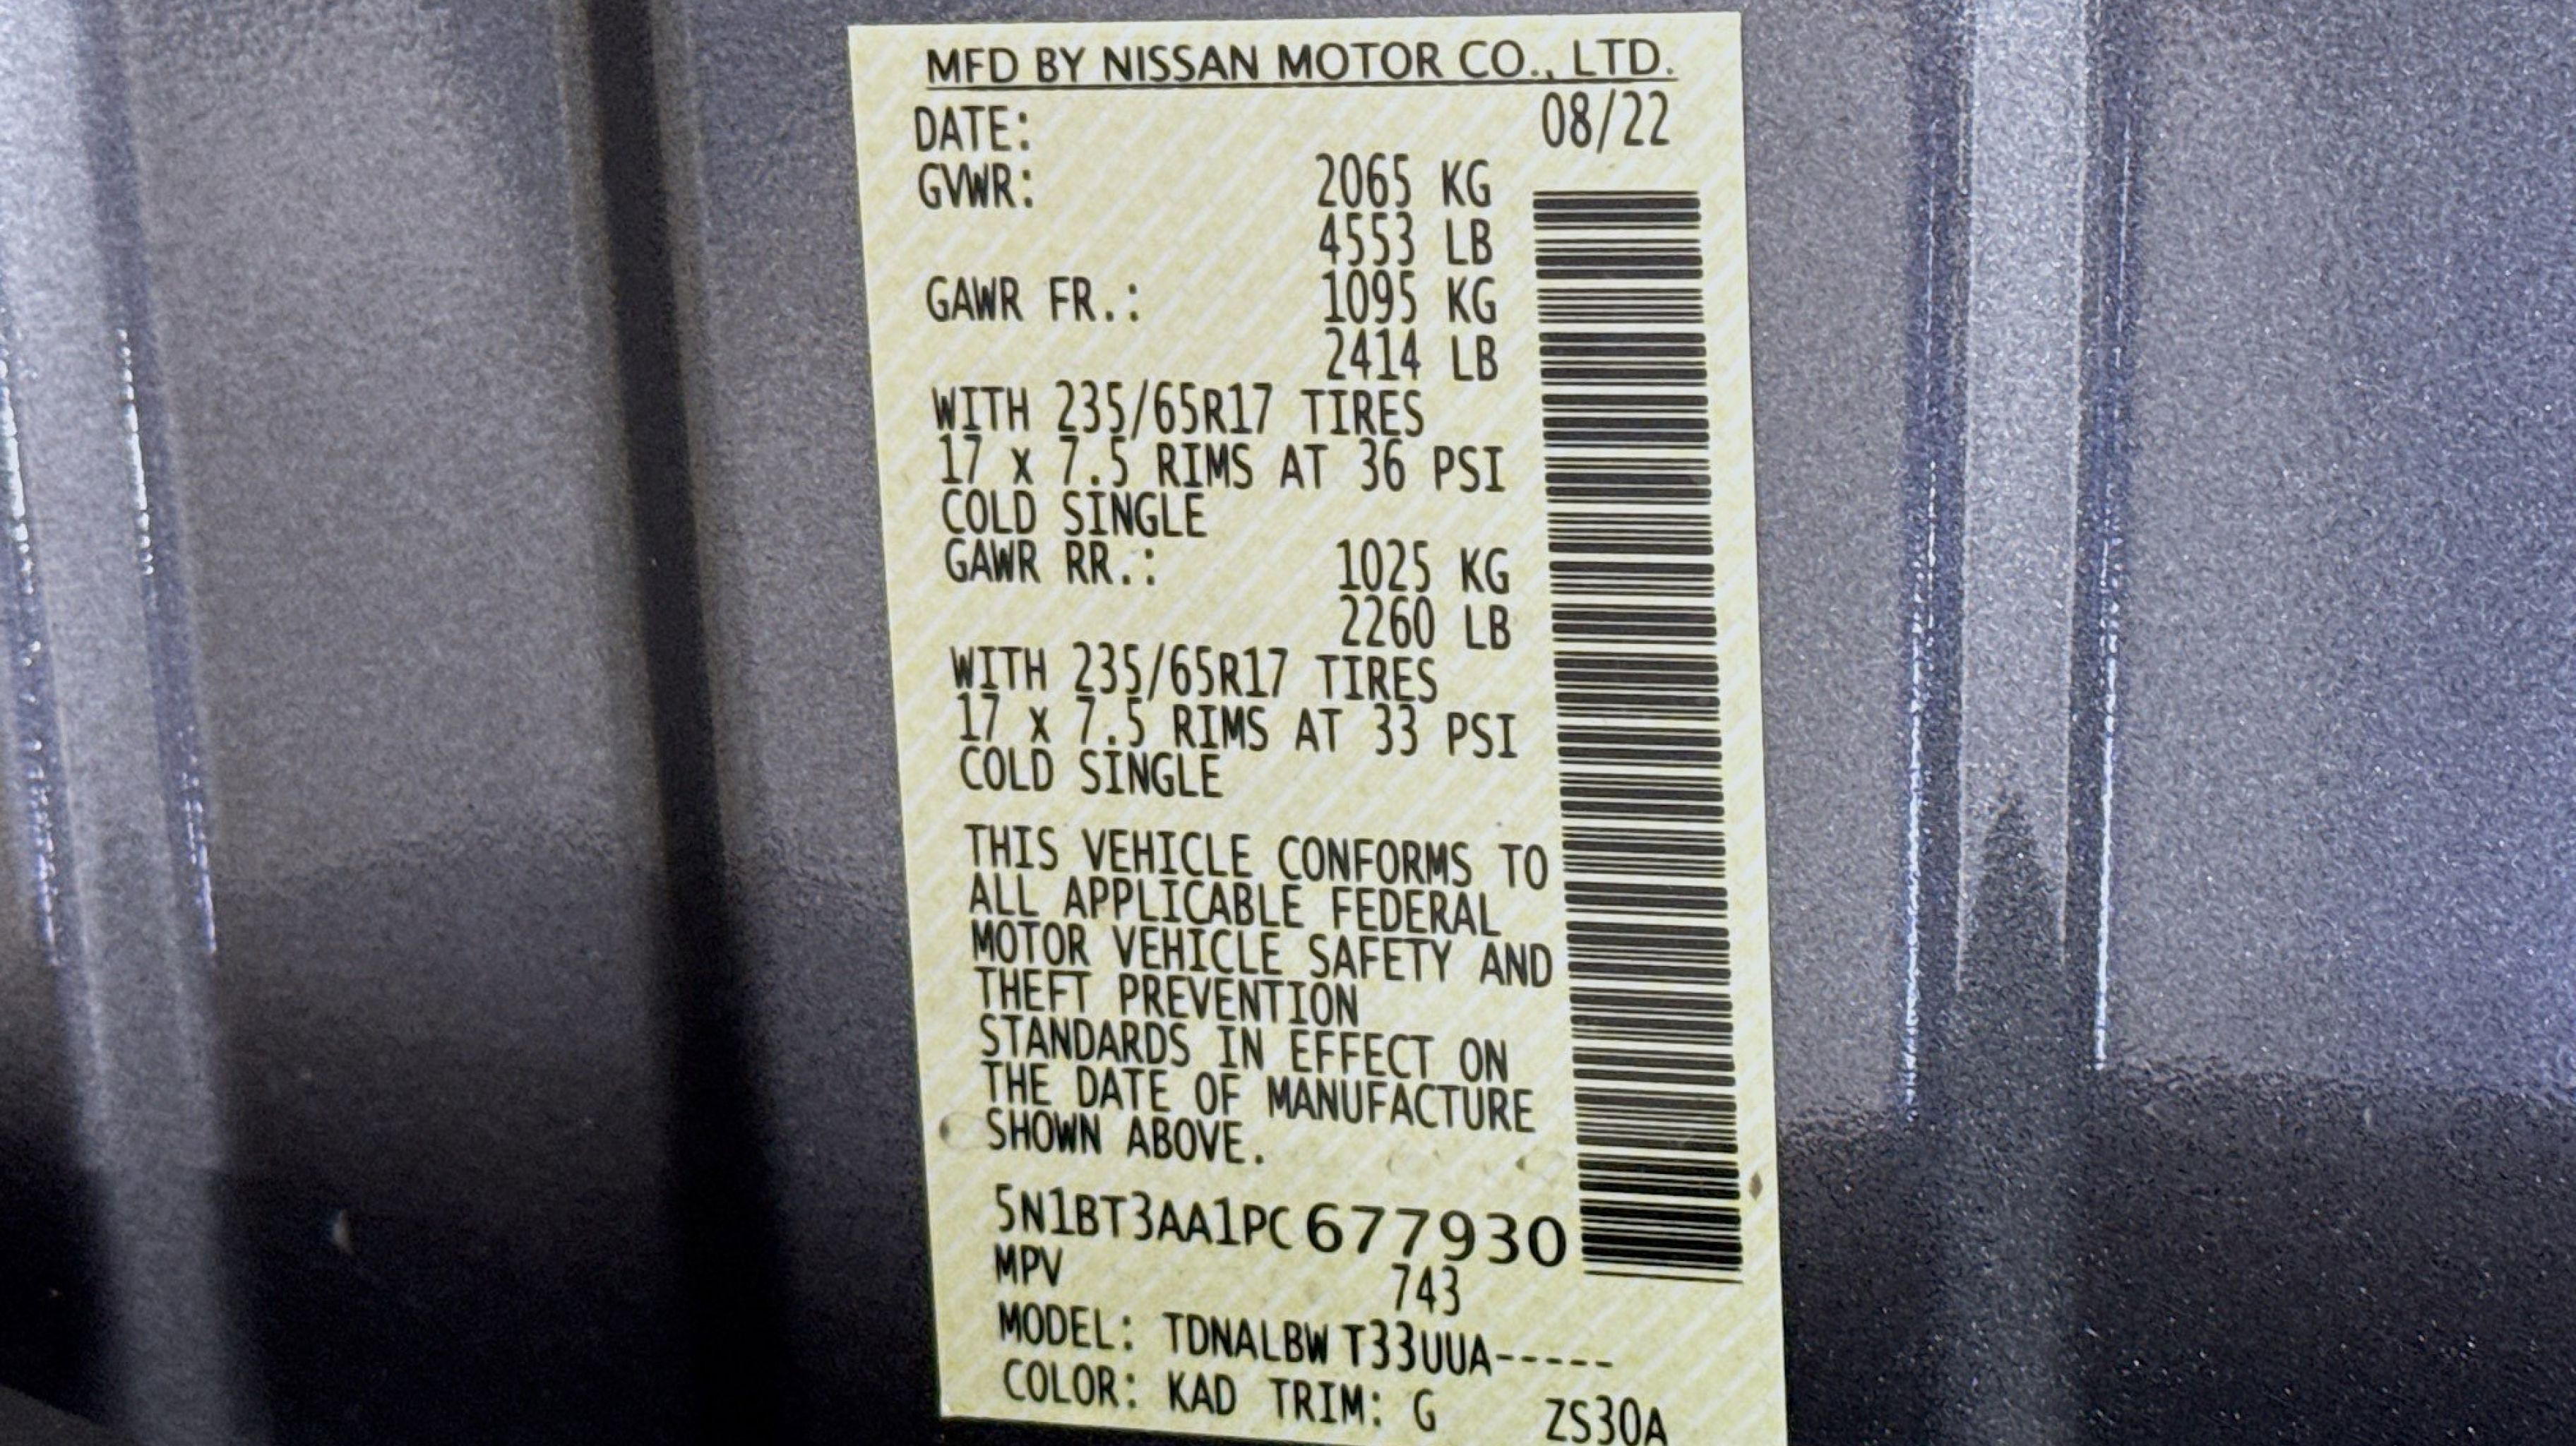 MFD BY NISSAN MOTOR CO., LTD.
DATE: 08/22
GVWR: 2065 KG
4553 LB
GAWR FR.: 1095 KG
2414 LB
WITH 235/65R17 TIRES
17 x 7.5 RIMS AT 36 PSI
COLD SINGLE
GAWR RR.: 1025 KG
2260 LB
WITH 235/65R17 TIRES
17 x 7.5 RIMS AT 33 PSI
COLD SINGLE
THIS VEHICLE CONFORMS TO
ALL APPLICABLE FEDERAL
MOTOR VEHICLE SAFETY AND
THEFT PREVENTION
STANDARDS IN EFFECT ON
THE DATE OF MANUFACTURE
SHOWN ABOVE.
5N1BT3AA1PC677930
MPV 743
MODEL: TDNALBW T33UUA-----
COLOR: KAD TRIM: G ZS30A